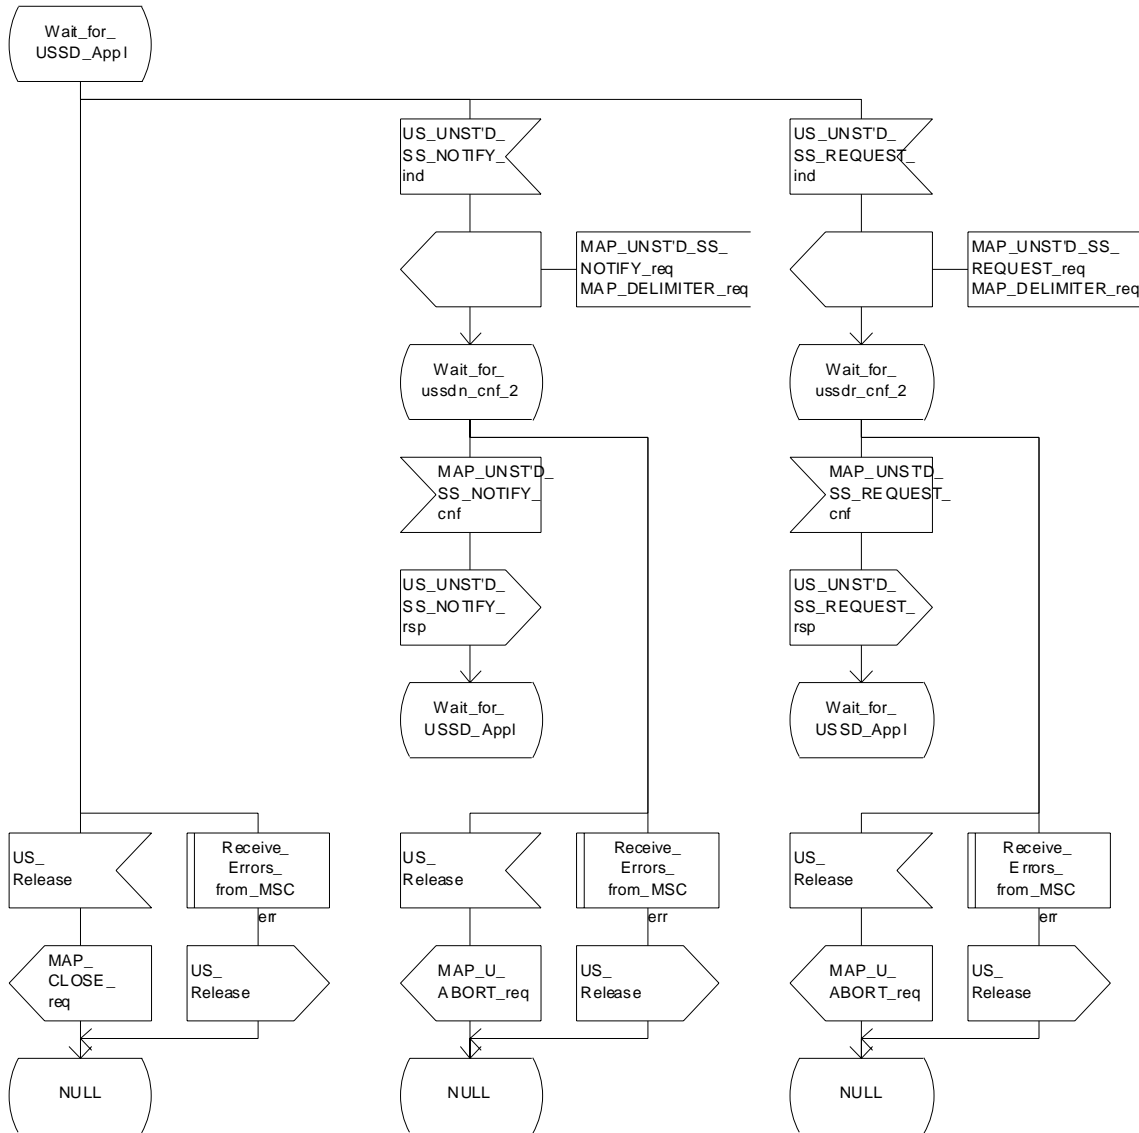 Wait_for_
USSD_Appl
US_UNST'D_
SS_NOTIFY_
ind
US_UNST'D_
SS_REQUEST_
ind
MAP_UNST'D_SS_
NOTIFY_req
MAP_DELIMITER_req
MAP_UNST'D_SS_
REQUEST_req
MAP_DELIMITER_req
Wait_for_
ussdn_cnf_2
Wait_for_
ussdr_cnf_2
MAP_UNST'D_
SS_NOTIFY_
cnf
MAP_UNST'D_
SS_REQUEST_
cnf
US_UNST'D_
SS_NOTIFY_
rsp
US_UNST'D_
SS_REQUEST_
rsp
Wait_for_
USSD_Appl
Wait_for_
USSD_Appl
US_
Release
Receive_
Errors_
from_MSC
err
US_
Release
Receive_
Errors_
from_MSC
err
US_
Release
Receive_
Errors_
from_MSC
err
MAP_
CLOSE_
req
US_
Release
MAP_U_
ABORT_req
US_
Release
MAP_U_
ABORT_req
US_
Release
NULL
NULL
NULL